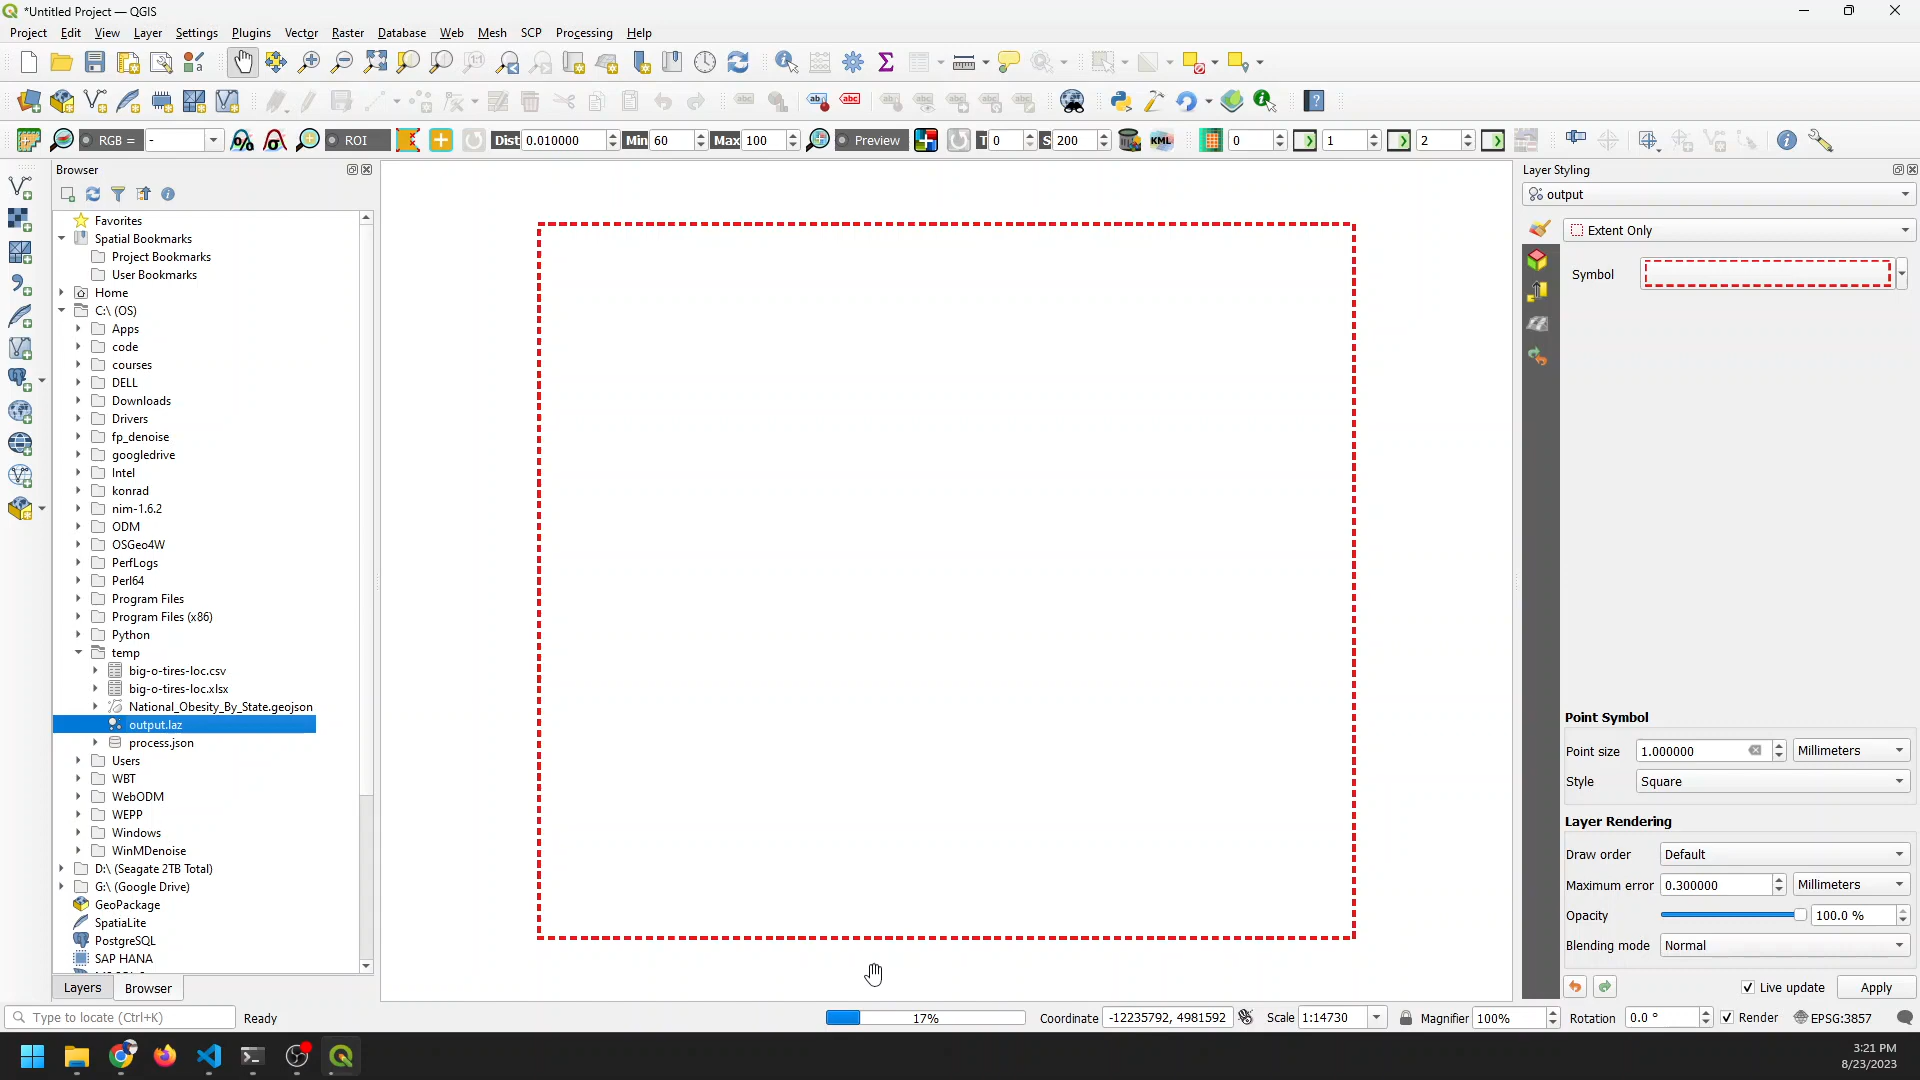 *Untitled Project — QGIS
Project Edit View Layer Settings Plugins Vector Raster Database Web Mesh SCP Processing Help
RGB = - ROI Dist 0.010000 Min 60 Max 100 Preview T 0 S 200 KML 0 1 2
Browser
Favorites
Spatial Bookmarks
Project Bookmarks
User Bookmarks
Home
C:\ (OS)
Apps
code
courses
DELL
Downloads
Drivers
fp_denoise
googledrive
Intel
konrad
nim-1.6.2
ODM
OSGeo4W
PerfLogs
Perl64
Program Files
Program Files (x86)
Python
temp
big-o-tires-loc.csv
big-o-tires-loc.xlsx
National_Obesity_By_State.geojson
output.laz
process.json
Users
WBT
WebODM
WEPP
Windows
WinMDenoise
D:\ (Seagate 2TB Total)
G:\ (Google Drive)
GeoPackage
SpatiaLite
PostgreSQL
SAP HANA
Layers Browser
Layer Styling
output
Extent Only
Symbol
Point Symbol
Point size 1.000000 Millimeters
Style Square
Layer Rendering
Draw order Default
Maximum error 0.300000 Millimeters
Opacity 100.0 %
Blending mode Normal
Live update Apply
Type to locate (Ctrl+K) Ready 17% Coordinate -12235792, 4981592 Scale 1:14730 Magnifier 100% Rotation 0.0 ° Render EPSG:3857
3:21 PM
8/23/2023